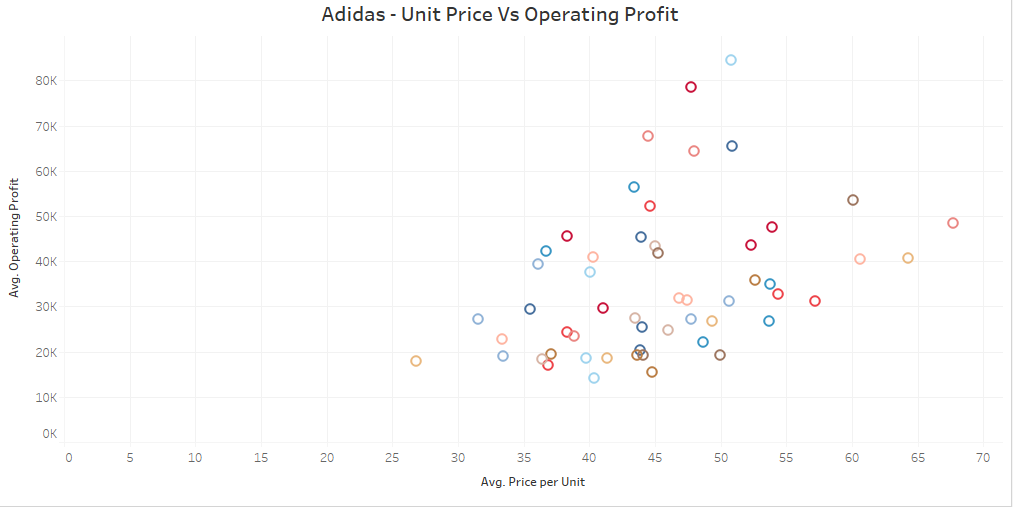 Adidas - Unit Price Vs Operating Profit
80K
70K
60K
50K
40K
30K
20K
10K
0K
Avg. Operating Profit
0 5 10 15 20 25 30 35 40 45 50 55 60 65 70
Avg. Price per Unit